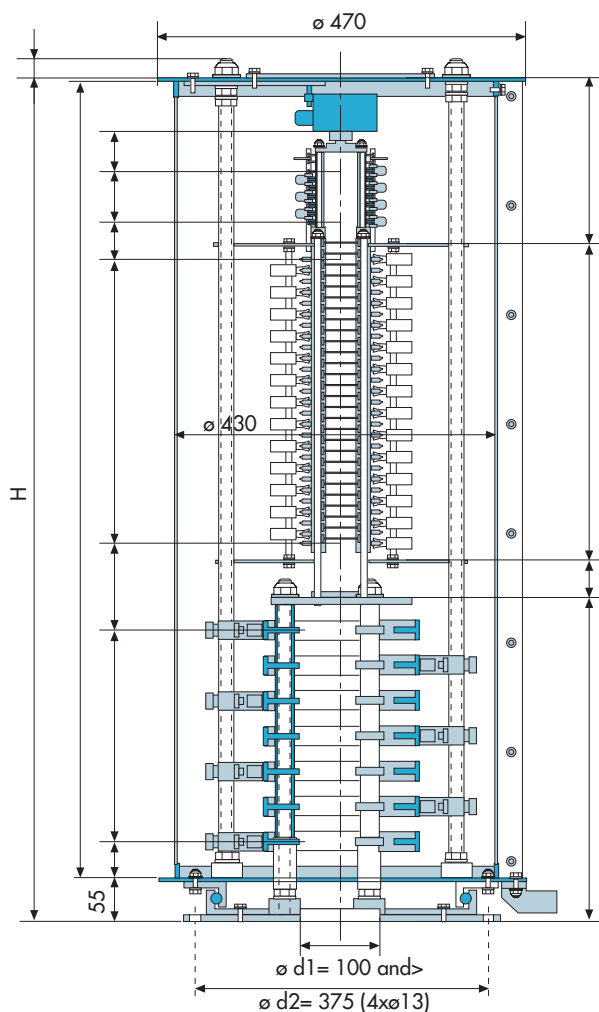 ø 470
ø 430
H
55
ø d1= 100 and>
ø d2= 375 (4xø13)